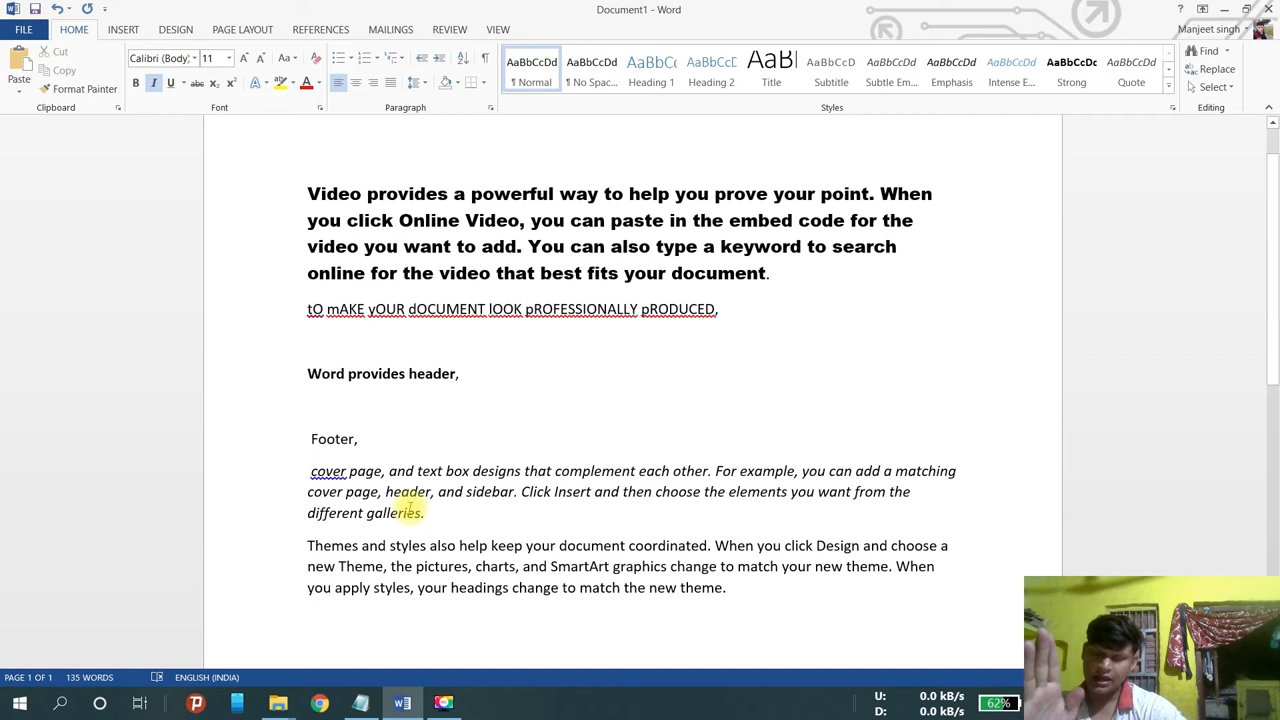 Document1 - Word
FILE HOME INSERT DESIGN PAGE LAYOUT REFERENCES MAILINGS REVIEW VIEW Manjeet singh
Paste
Cut
Copy
Format Painter
Clipboard
Calibri (Body) 11
Font
Paragraph
AaBbCcDd AaBbCcDd AaBbCc AaBbCcD AaB AaBbCcD AaBbCcDd AaBbCcDd AaBbCcDd AaBbCcDc AaBbCcDd
¶ Normal ¶ No Spac... Heading 1 Heading 2 Title Subtitle Subtle Em... Emphasis Intense E... Strong Quote
Styles
Find
Replace
Select
Editing
Video provides a powerful way to help you prove your point. When
you click Online Video, you can paste in the embed code for the
video you want to add. You can also type a keyword to search
online for the video that best fits your document.
tO mAKE yOUR dOCUMENT lOOK pROFESSIONALLY pRODUCED,
Word provides header,
Footer,
cover page, and text box designs that complement each other. For example, you can add a matching
cover page, header, and sidebar. Click Insert and then choose the elements you want from the
different galleries.
Themes and styles also help keep your document coordinated. When you click Design and choose a
new Theme, the pictures, charts, and SmartArt graphics change to match your new theme. When
you apply styles, your headings change to match the new theme.
PAGE 1 OF 1 135 WORDS ENGLISH (INDIA)
U: 0.0 kB/s
D: 0.0 kB/s
62%